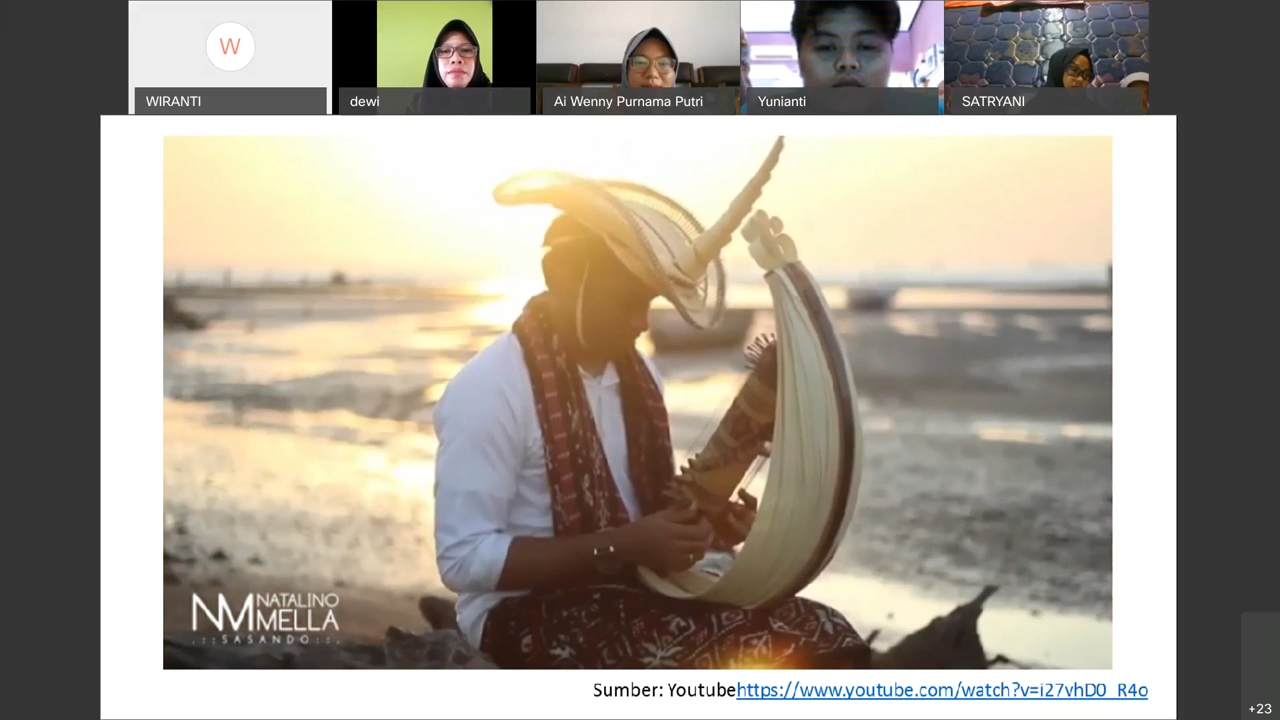 W
WIRANTI
dewi
Ai Wenny Purnama Putri
Yunianti
SATRYANI
NM NATALINO
MELLA
.::SASANDO::.
Sumber: Youtubehttps://www.youtube.com/watch?v=i27vhD0_R4o
+23